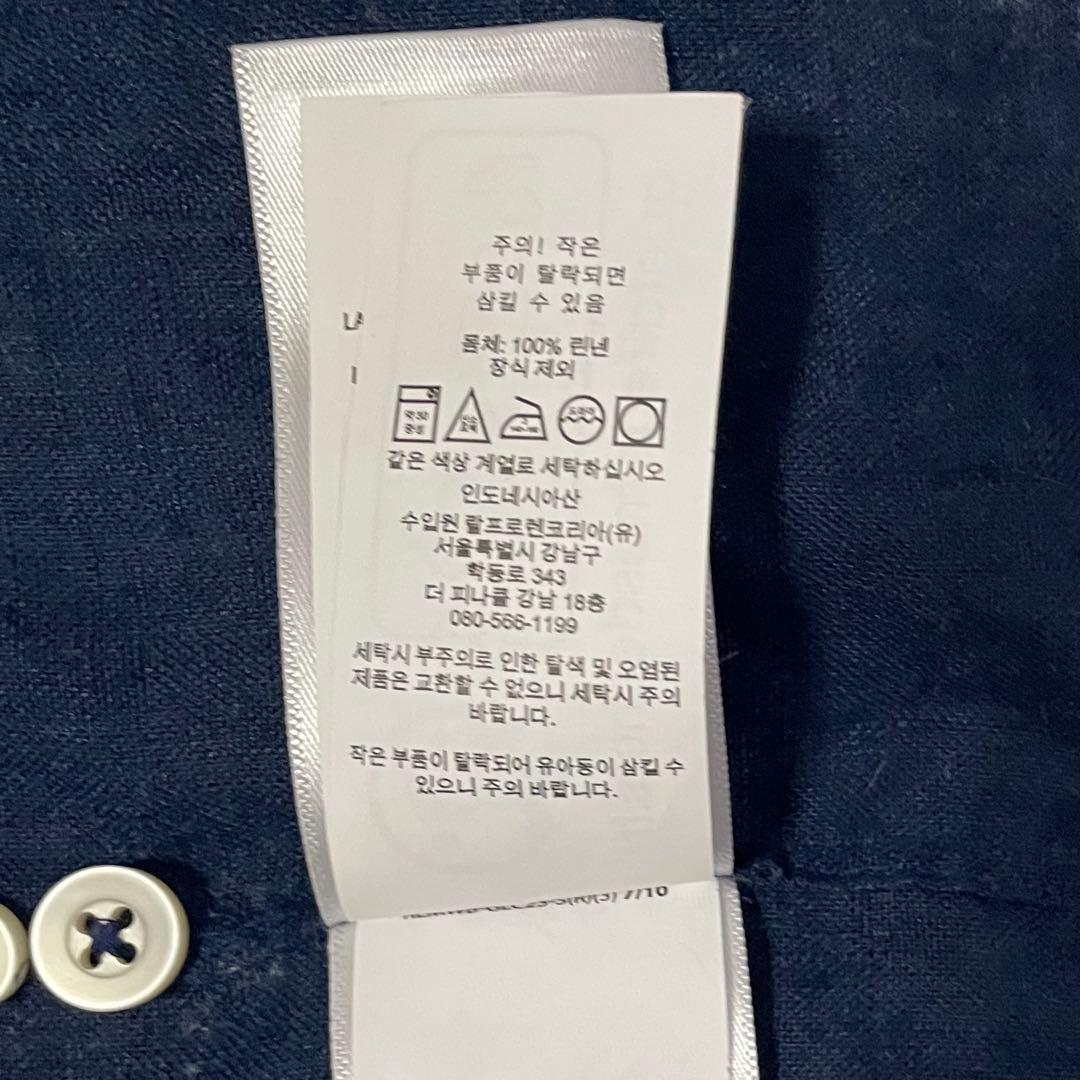 주의! 작은
부품이 탈락되면
삼킬 수 있음
몸체: 100% 린넨
장식 제외
약 30
중성
같은 색상 계열로 세탁하십시오
인도네시아산
수입원 랄프로렌코리아(유)
서울특별시 강남구
학동로 343
더 피나클 강남 18층
080-566-1199
세탁시 부주의로 인한 탈색 및 오염된
제품은 교환할 수 없으니 세탁시 주의
바랍니다.
작은 부품이 탈락되어 유아동이 삼킬 수
있으니 주의 바랍니다.
7/10